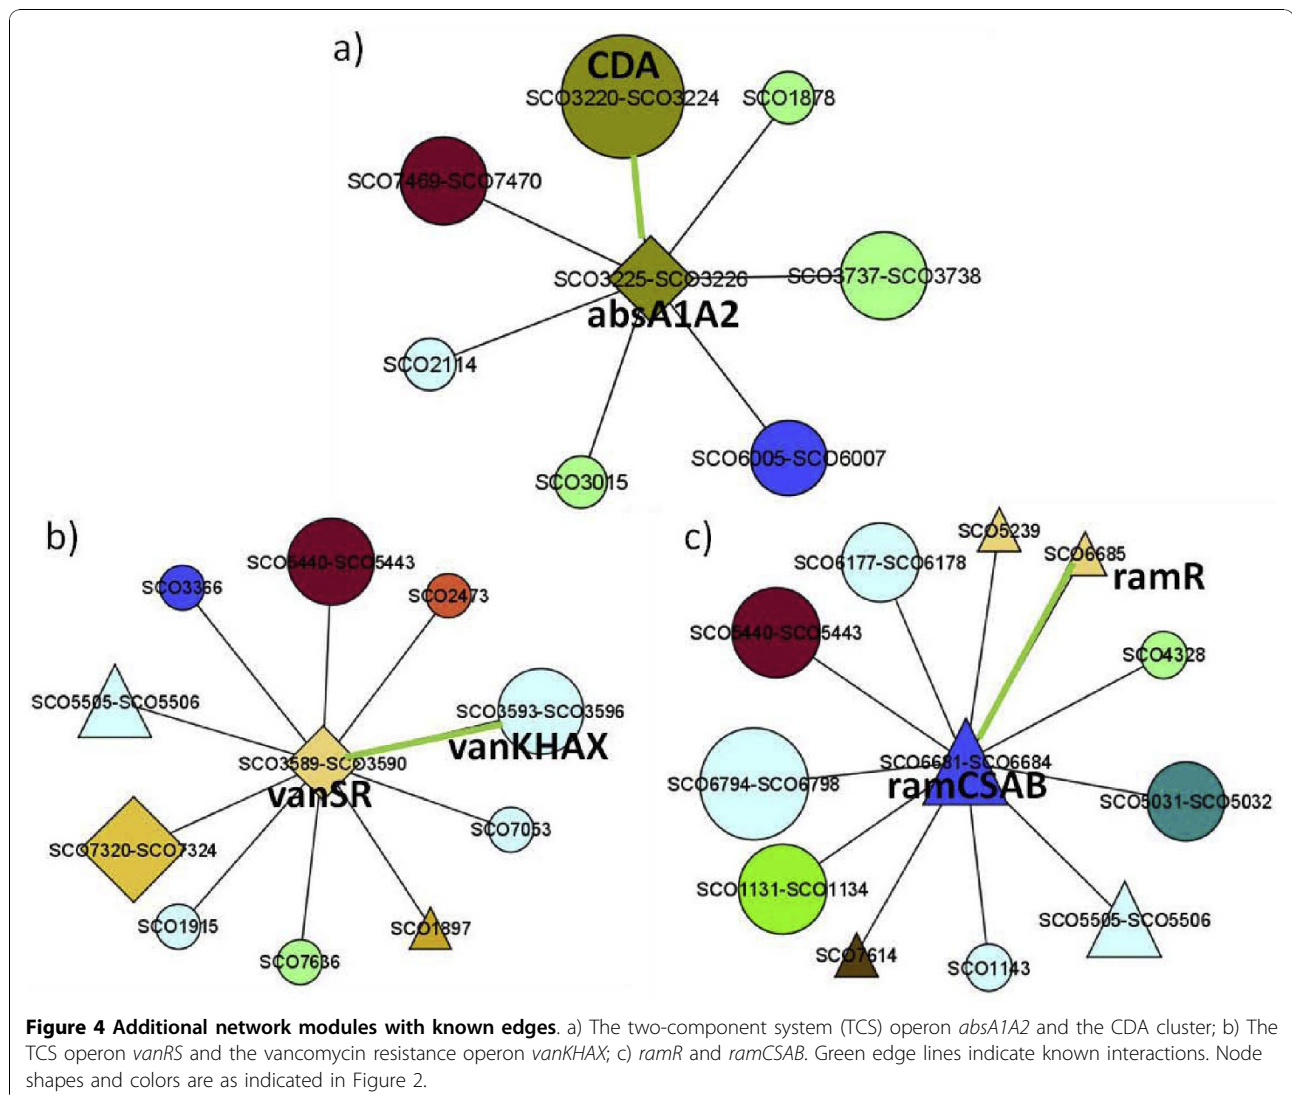 a)
CDA
SCO3220-SCO3224
SCO1878
SCO7469-SCO7470
SCO3225-SCO3226
SCO3737-SCO3738
absA1A2
SCO2114
SCO6005-SCO6007
SCO3015
b)
SCO5440-SCO5443
SCO3366
SCO2473
SCO5505-SCO5506
SCO3593-SCO3596
vanKHAX
SCO3589-SCO3590
vanSR
SCO7053
SCO7320-SCO7324
SCO1915
SCO1897
SCO7636
c)
SCO5239
SCO6685
ramR
SCO6177-SCO6178
SCO5440-SCO5443
SCO4328
SCO6681-SCO6684
ramCSAB
SCO6794-SCO6798
SCO5031-SCO5032
SCO1131-SCO1134
SCO5505-SCO5506
SCO7614
SCO1143
Figure 4 Additional network modules with known edges. a) The two-component system (TCS) operon absA1A2 and the CDA cluster; b) The
TCS operon vanRS and the vancomycin resistance operon vanKHAX; c) ramR and ramCSAB. Green edge lines indicate known interactions. Node
shapes and colors are as indicated in Figure 2.